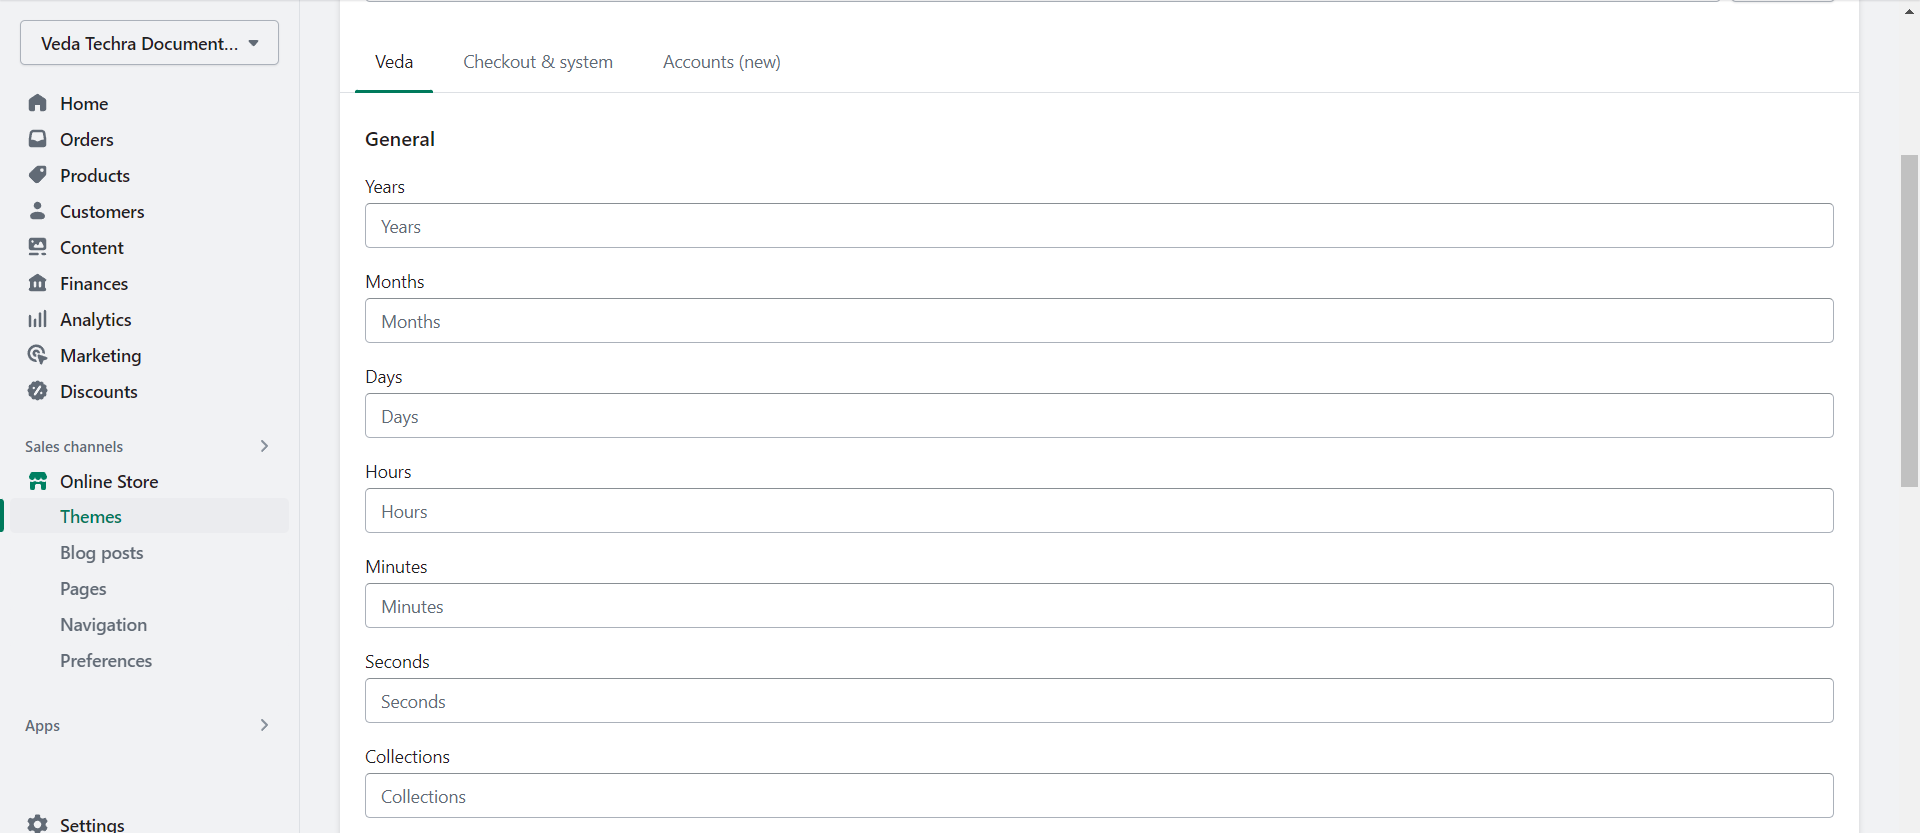 Veda Techra Document...
Home
Orders
Products
Customers
Content
Finances
Analytics
Marketing
Discounts
Sales channels
Online Store
Themes
Blog posts
Pages
Navigation
Preferences
Apps
Settings
Veda Checkout & system Accounts (new)
General
Years
Years
Months
Months
Days
Days
Hours
Hours
Minutes
Minutes
Seconds
Seconds
Collections
Collections